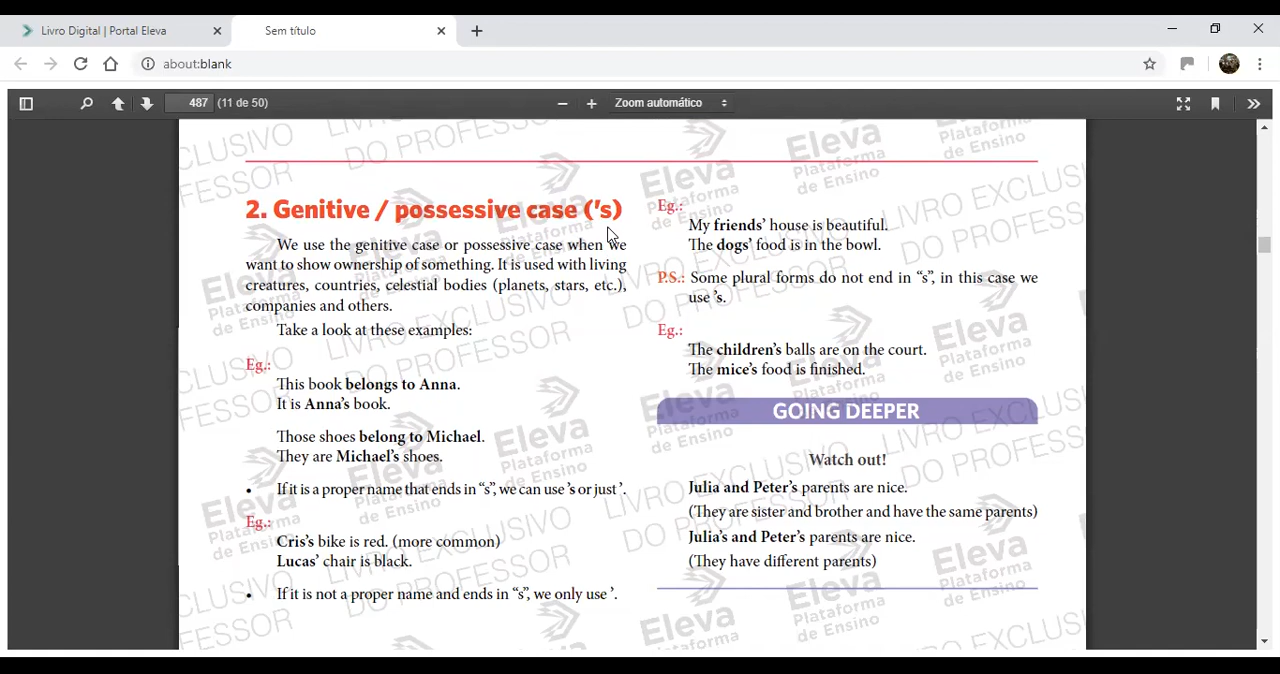 Livro Digital | Portal Eleva
Sem título
about:blank
487 (11 de 50)
Zoom automático
2. Genitive / possessive case ('s)
We use the genitive case or possessive case when we
want to show ownership of something. It is used with living
creatures, countries, celestial bodies (planets, stars, etc.),
companies and others.
Take a look at these examples:
Eg.:
This book belongs to Anna.
It is Anna's book.
Those shoes belong to Michael.
They are Michael's shoes.
• If it is a proper name that ends in “s”, we can use 's or just '.
Eg.:
Cris's bike is red. (more common)
Lucas' chair is black.
• If it is not a proper name and ends in “s”, we only use '.
Eg.:
My friends' house is beautiful.
The dogs' food is in the bowl.
P.S.: Some plural forms do not end in “s”, in this case we
use 's.
Eg.:
The children's balls are on the court.
The mice's food is finished.
GOING DEEPER
Watch out!
Julia and Peter's parents are nice.
(They are sister and brother and have the same parents)
Julia's and Peter's parents are nice.
(They have different parents)
Eleva
Plataforma
de Ensino
LIVRO EXCLUSIVO
DO PROFESSOR